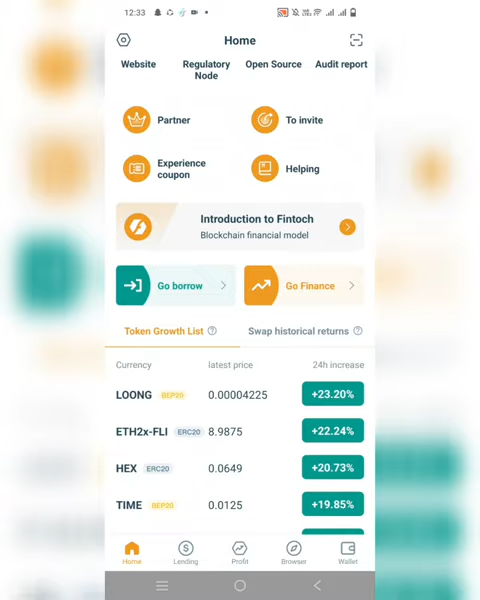 12:33
Home
Website
Regulatory
Node
Open Source
Audit report
Partner
To invite
Experience
coupon
Helping
Introduction to Fintoch
Blockchain financial model
Go borrow
Go Finance
Token Growth List
Swap historical returns
Currency latest price 24h increase
LOONG BEP20 0.00004225 +23.20%
ETH2x-FLI ERC20 8.9875 +22.24%
HEX ERC20 0.0649 +20.73%
TIME BEP20 0.0125 +19.85%
Home Lending Profit Browser Wallet